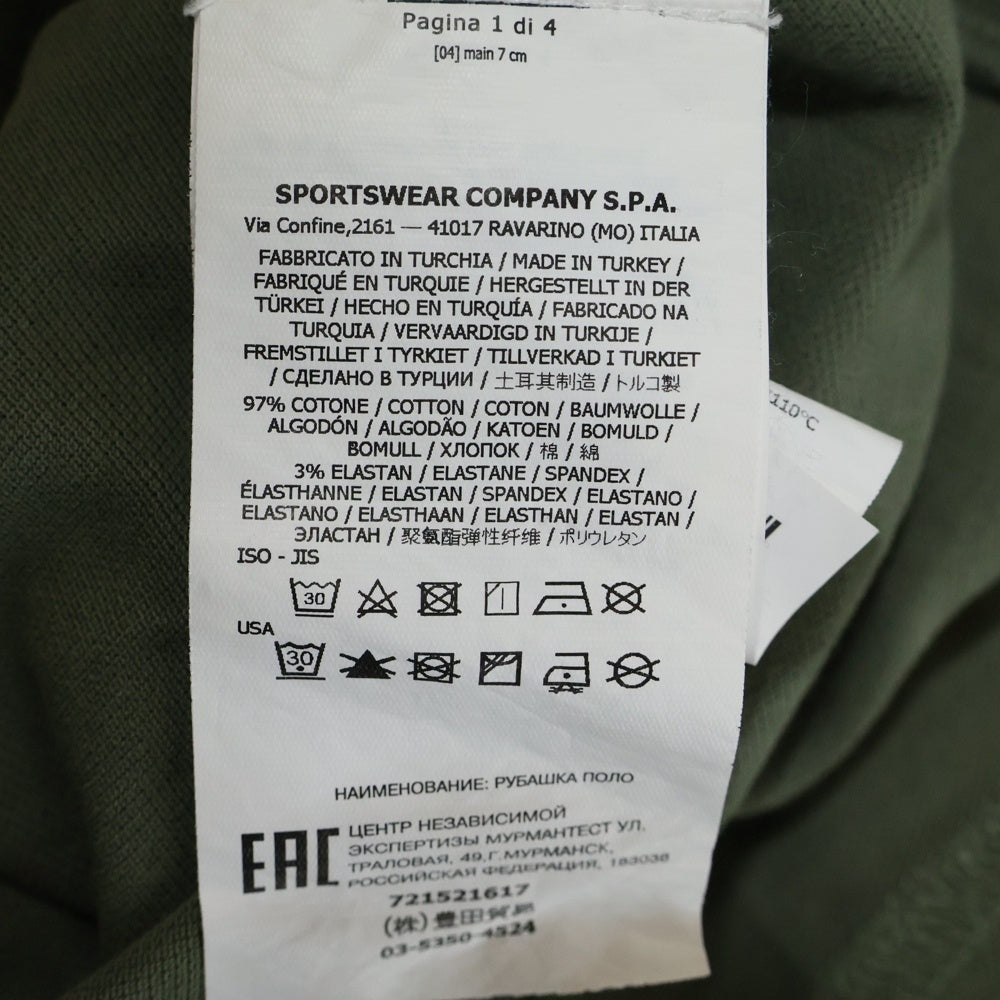 Pagina 1 di 4
[04] main 7 cm
SPORTSWEAR COMPANY S.P.A.
Via Confine,2161 — 41017 RAVARINO (MO) ITALIA
FABBRICATO IN TURCHIA / MADE IN TURKEY /
FABRIQUÉ EN TURQUIE / HERGESTELLT IN DER
TÜRKEI / HECHO EN TURQUÍA / FABRICADO NA
TURQUIA / VERVAARDIGD IN TURKIJE /
FREMSTILLET I TYRKIET / TILLVERKAD I TURKIET
/ СДЕЛАНО В ТУРЦИИ / 土耳其制造 / トルコ製
97% COTONE / COTTON / COTON / BAUMWOLLE /
ALGODÓN / ALGODÃO / KATOEN / BOMULD /
BOMULL / ХЛОПОК / 棉 / 綿
3% ELASTAN / ELASTANE / SPANDEX /
ÉLASTHANNE / ELASTAN / SPANDEX / ELASTANO /
ELASTANO / ELASTHAAN / ELASTHAN / ELASTAN /
ЭЛАСТАН / 聚氨酯弹性纤维 / ポリウレタン
ISO - JIS
30
USA
30
НАИМЕНОВАНИЕ: РУБАШКА ПОЛО
EAC
ЦЕНТР НЕЗАВИСИМОЙ
ЭКСПЕРТИЗЫ МУРМАНТЕСТ УЛ.
ТРАЛОВАЯ, 49,Г.МУРМАНСК,
РОССИЙСКАЯ ФЕДЕРАЦИЯ, 183038
721521617
(株) 豊田貿易
03-5350-4524
110°C